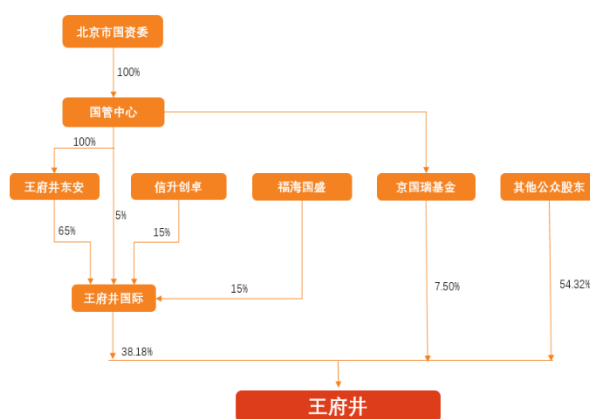 北京市国资委
100%
国管中心
100%
王府井东安
信升创卓
福海国盛
京国瑞基金
其他公众股东
65%
5%
15%
15%
7.50%
54.32%
王府井国际
38.18%
王府井